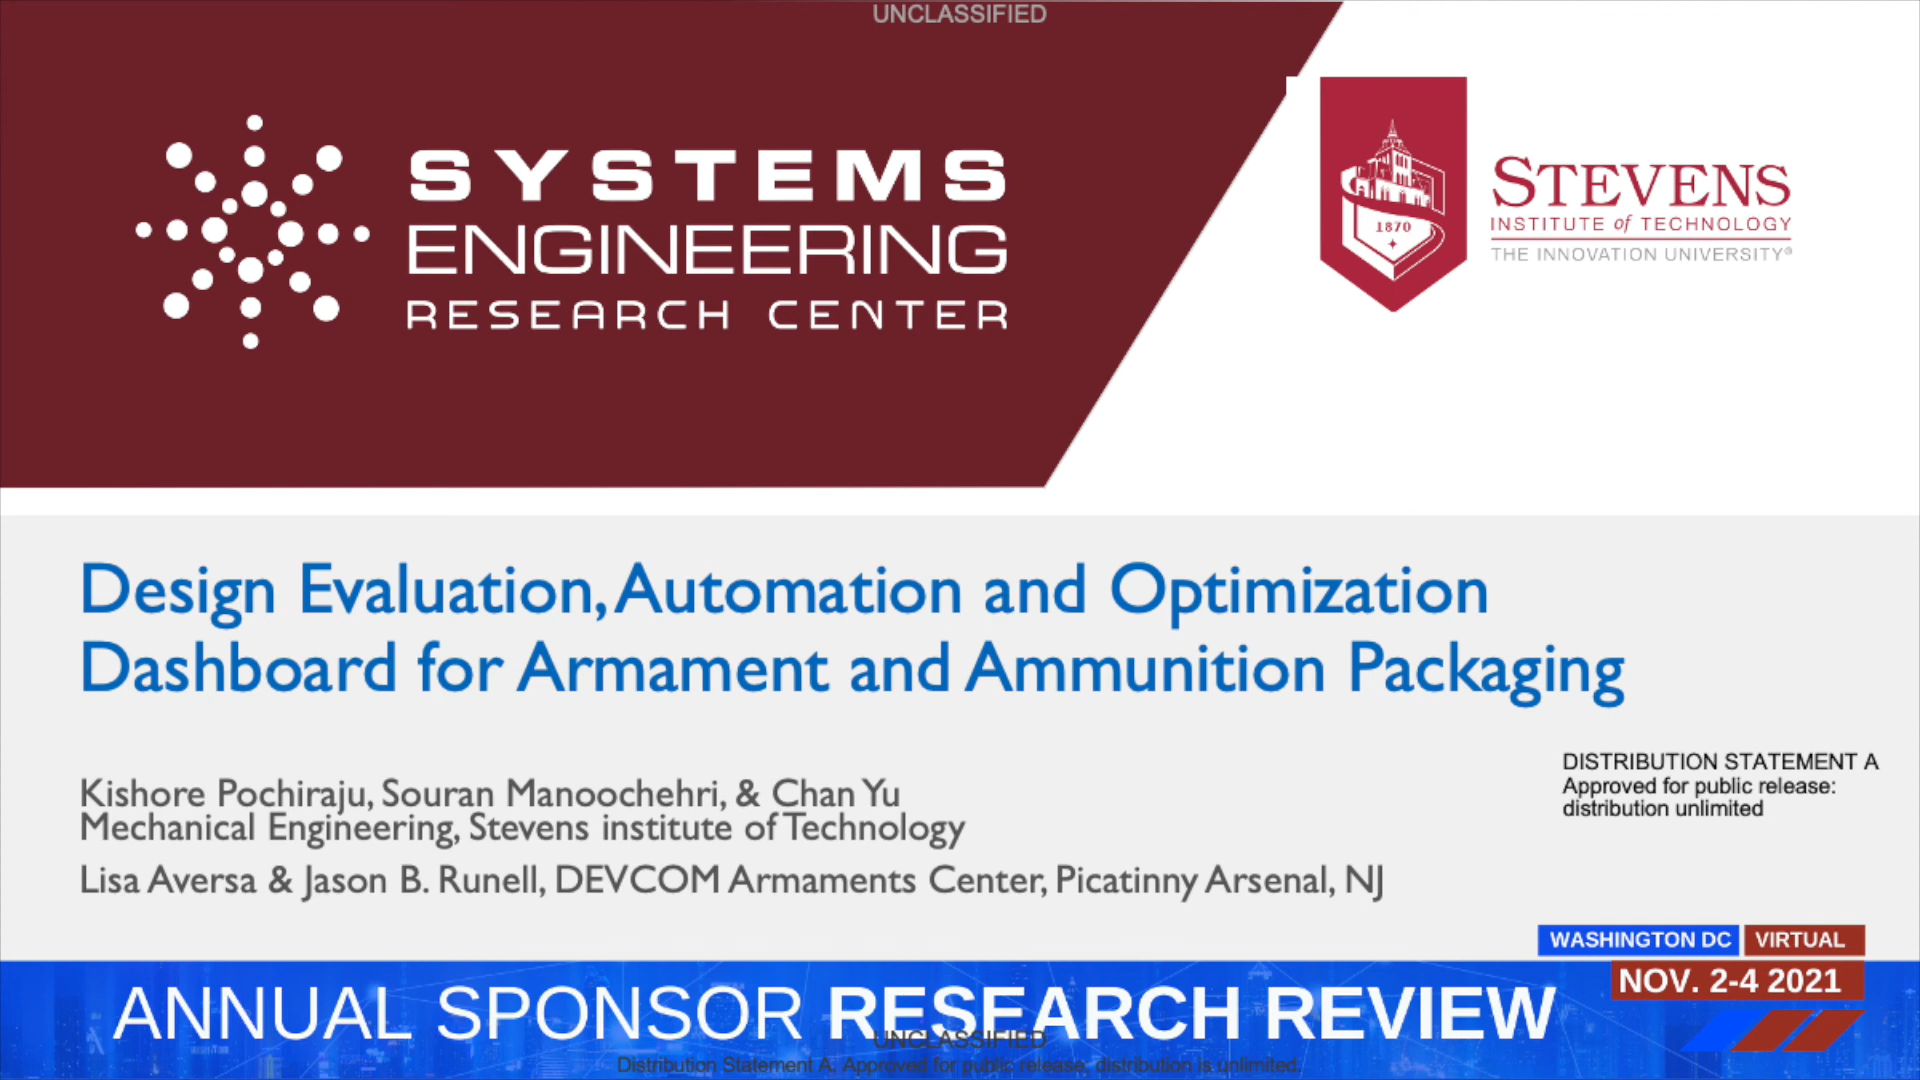 UNCLASSIFIED
SYSTEMS
ENGINEERING
RESEARCH CENTER
1870
STEVENS
INSTITUTE of TECHNOLOGY
THE INNOVATION UNIVERSITY®
Design Evaluation, Automation and Optimization
Dashboard for Armament and Ammunition Packaging
Kishore Pochiraju, Souran Manoochehri, & Chan Yu
Mechanical Engineering, Stevens institute of Technology
Lisa Aversa & Jason B. Runell, DEVCOM Armaments Center, Picatinny Arsenal, NJ
DISTRIBUTION STATEMENT A
Approved for public release:
distribution unlimited
WASHINGTON DC VIRTUAL
NOV. 2-4 2021
ANNUAL SPONSOR RESEARCH REVIEW
UNCLASSIFIED
Distribution Statement A. Approved for public release; distribution is unlimited.